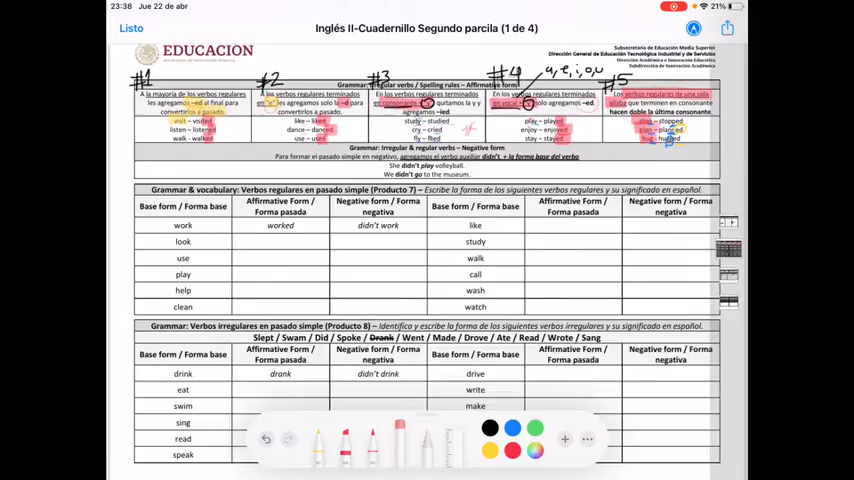 23:38 Jue 22 de abr
21%
Listo
Inglés II-Cuadernillo Segundo parcila (1 de 4)
EDUCACIÓN
Subsecretaría de Educación Media Superior
Dirección General de Educación Tecnológica Industrial y de Servicios
Dirección Académica e Innovación Educativa
Subdirección de Innovación Académica
#1 #2 #3 #4 a, e, i, o, u #5
Grammar: Irregular verbs / Spelling rules – Affirmative form
A la mayoría de los verbos regulares
les agregamos –ed al final para
convertirlos a pasado.
visit – visited
listen – listened
walk - walked
A los verbos regulares terminados
en "e" les agregamos solo la –d para
convertirlos a pasado.
like – liked
dance – danced
use – used
En los verbos regulares terminados
en consonante + y quitamos la y y
agregamos –ied.
study – studied
cry – cried
fly – flied
En los verbos regulares terminados
en vocal + y solo agregamos –ed.
play – played
enjoy – enjoyed
stay – stayed
Los verbos regulares de una sola
sílaba que terminen en consonante
hacen doble la última consonante.
stop – stopped
plan – planned
hug - hugged
Grammar: Irregular & regular verbs – Negative form
Para formar el pasado simple en negativo, agregamos el verbo auxiliar didn't + la forma base del verbo
She didn't play volleyball.
We didn't go to the museum.
Grammar & vocabulary: Verbos regulares en pasado simple (Producto 7) – Escribe la forma de los siguientes verbos regulares y su significado en español.
Base form / Forma base Affirmative Form / Forma pasada Negative form / Forma negativa Base form / Forma base Affirmative Form / Forma pasada Negative form / Forma negativa
work worked didn't work like
look study
use walk
play call
help wash
clean watch
Grammar: Verbos irregulares en pasado simple (Producto 8) – Identifica y escribe la forma de los siguientes verbos irregulares y su significado en español.
Slept / Swam / Did / Spoke / Drank / Went / Made / Drove / Ate / Read / Wrote / Sang
Base form / Forma base Affirmative Form / Forma pasada Negative form / Forma negativa Base form / Forma base Affirmative Form / Forma pasada Negative form / Forma negativa
drink drank didn't drink drive
eat write
swim make
sing
read
speak